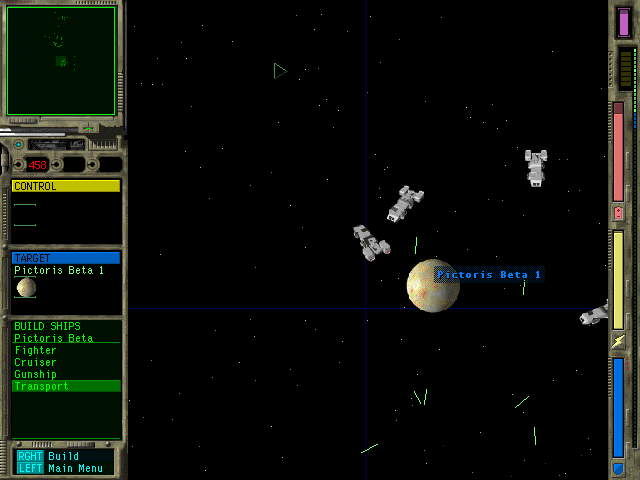 458
CONTROL
TARGET
Pictoris Beta 1
Pictoris Beta 1
BUILD SHIPS
Pictoris Beta
Fighter
Cruiser
Gunship
Transport
RGHT Build
LEFT Main Menu